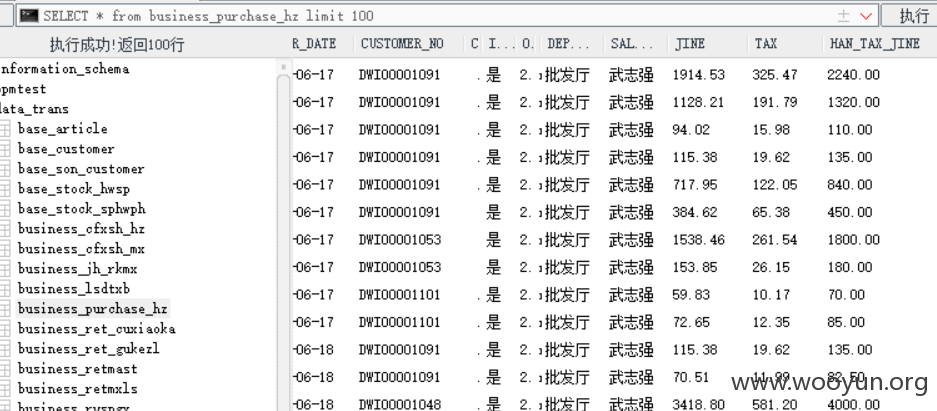 SELECT * from business_purchase_hz limit 100
执行
执行成功!返回100行
R_DATE CUSTOMER_NO C I... O. DEP... SAL... JINE TAX HAN_TAX_JINE
nformation_schema
opmtest
data_trans
base_article
base_customer
base_son_customer
base_stock_hwsp
base_stock_sphwph
business_cfxsh_hz
business_cfxsh_mx
business_jh_rkmx
business_lsdtxb
business_purchase_hz
business_ret_cuxiaoka
business_ret_gukezl
business_retmast
business_retmxls
-06-17 DWI00001091 . 是 2. 批发厅 武志强 1914.53 325.47 2240.00
-06-17 DWI00001091 . 是 2. 批发厅 武志强 1128.21 191.79 1320.00
-06-17 DWI00001091 . 是 2. 批发厅 武志强 94.02 15.98 110.00
-06-17 DWI00001091 . 是 2. 批发厅 武志强 115.38 19.62 135.00
-06-17 DWI00001091 . 是 2. 批发厅 武志强 717.95 122.05 840.00
-06-17 DWI00001091 . 是 2. 批发厅 武志强 384.62 65.38 450.00
-06-17 DWI00001053 . 是 2. 批发厅 武志强 1538.46 261.54 1800.00
-06-17 DWI00001053 . 是 2. 批发厅 武志强 153.85 26.15 180.00
-06-17 DWI00001101 . 是 2. 批发厅 武志强 59.83 10.17 70.00
-06-17 DWI00001101 . 是 2. 批发厅 武志强 72.65 12.35 85.00
-06-18 DWI00001091 . 是 2. 批发厅 武志强 115.38 19.62 135.00
-06-18 DWI00001091 . 是 2. 批发厅 武志强 70.51 11.99 82.50
-06-18 DWI00001048 . 是 2. 批发厅 武志强 3418.80 581.20 4000.00
www.wooyun.org